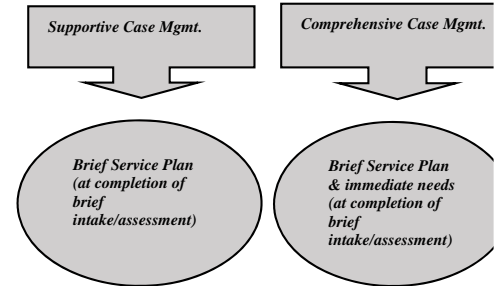 Supportive Case Mgmt.
Comprehensive Case Mgmt.
Brief Service Plan
(at completion of
brief
intake/assessment)
Brief Service Plan
& immediate needs
(at completion of
brief
intake/assessment)